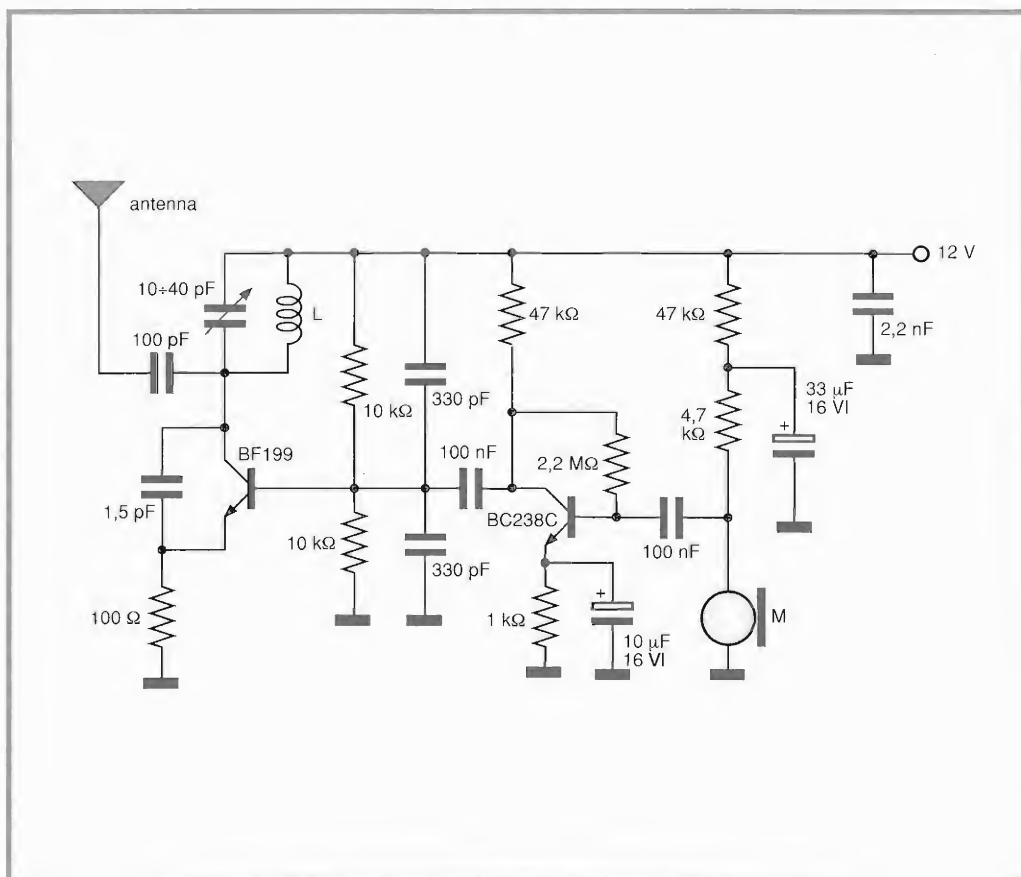 antenna
12 V
10÷40 pF
L
47 kΩ
47 kΩ
2,2 nF
100 pF
33 µF
16 VI
10 kΩ
330 pF
4,7
kΩ
100 nF
2,2 MΩ
BF199
1,5 pF
BC238C
100 nF
10 kΩ
330 pF
100 Ω
1 kΩ
M
10 µF
16 VI
+
+